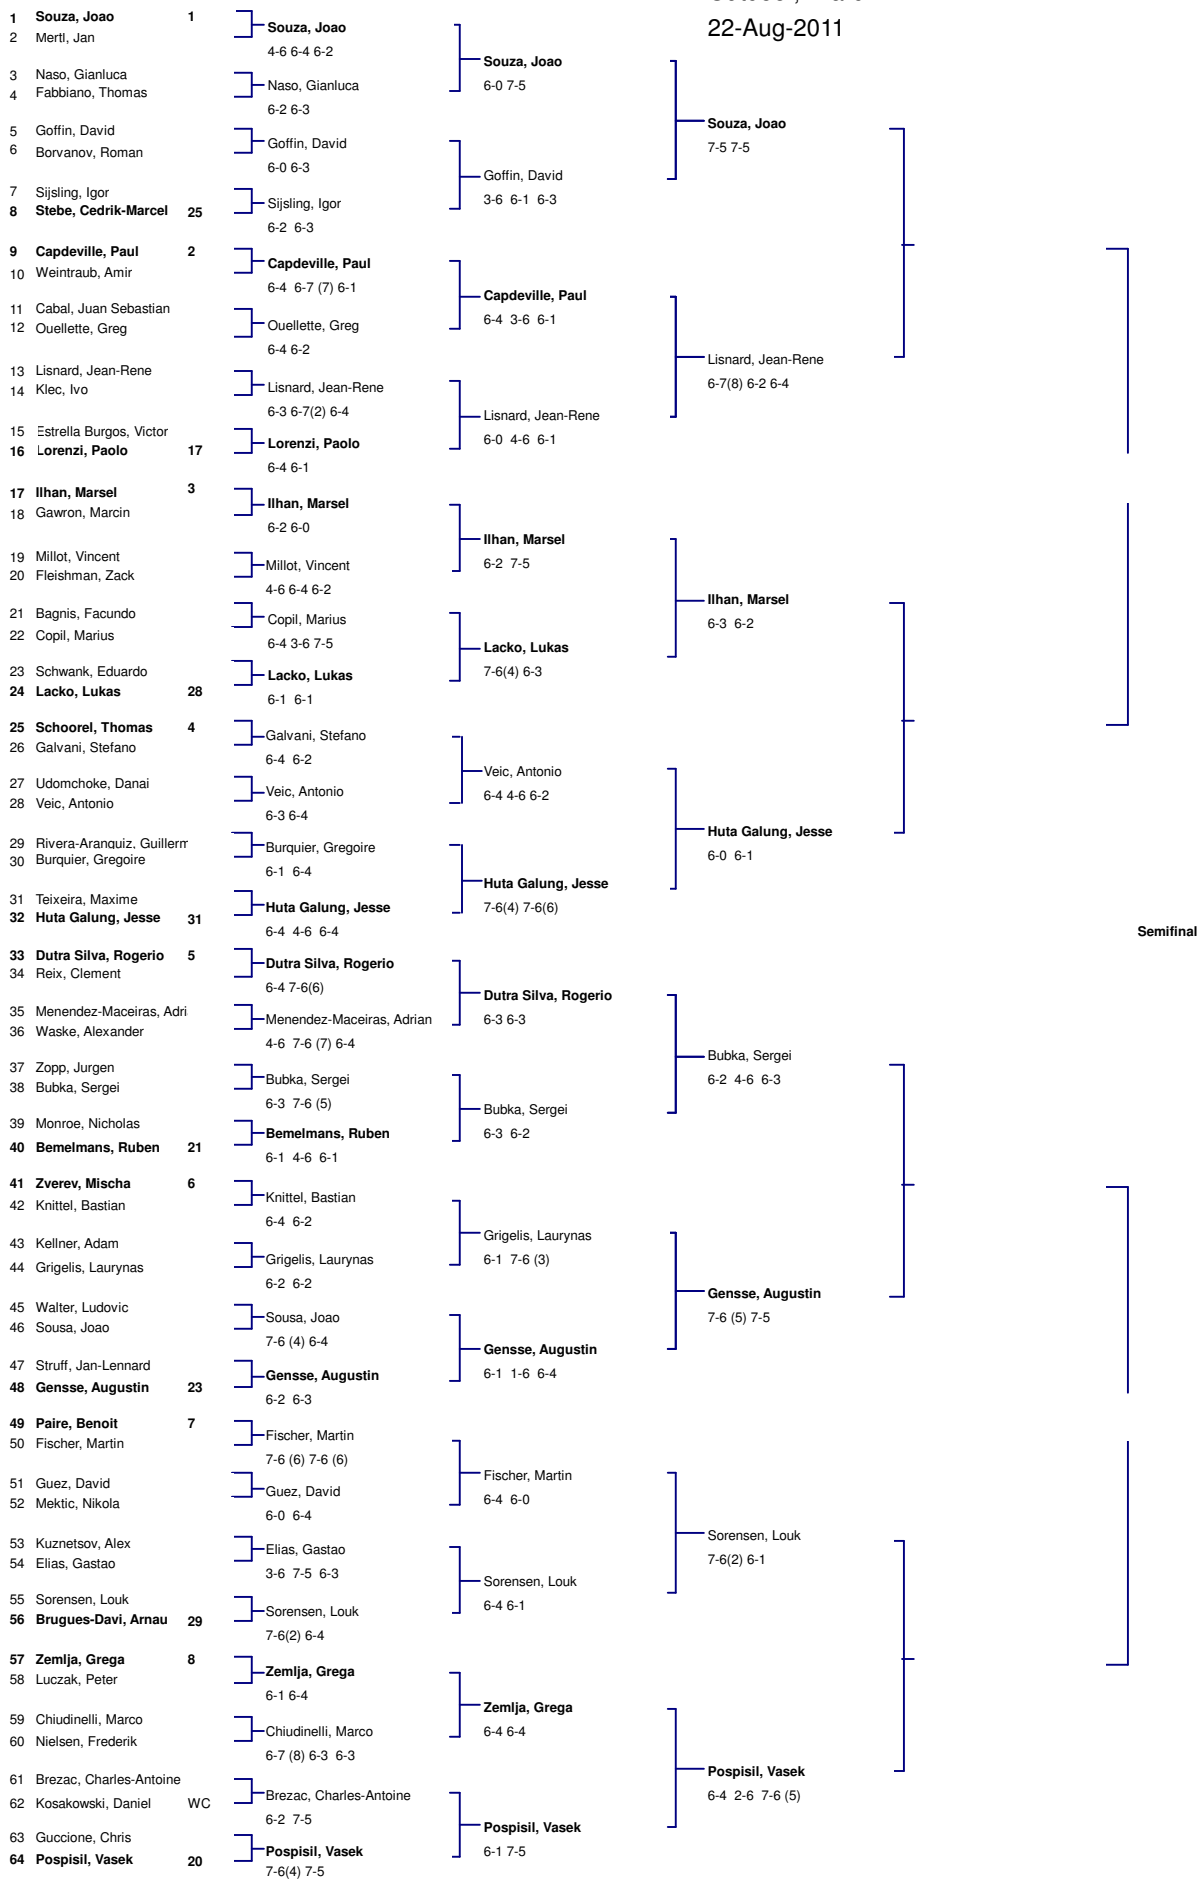 22-Aug-2011
1 Souza, Joao 1
2 Mertl, Jan
3 Naso, Gianluca
4 Fabbiano, Thomas
5 Goffin, David
6 Borvanov, Roman
7 Sijsling, Igor
8 Stebe, Cedrik-Marcel 25
9 Capdeville, Paul 2
10 Weintraub, Amir
11 Cabal, Juan Sebastian
12 Ouellette, Greg
13 Lisnard, Jean-Rene
14 Klec, Ivo
15 Estrella Burgos, Victor
16 Lorenzi, Paolo 17
17 Ilhan, Marsel 3
18 Gawron, Marcin
19 Millot, Vincent
20 Fleishman, Zack
21 Bagnis, Facundo
22 Copil, Marius
23 Schwank, Eduardo
24 Lacko, Lukas 28
25 Schoorel, Thomas 4
26 Galvani, Stefano
27 Udomchoke, Danai
28 Veic, Antonio
29 Rivera-Aranguiz, Guillerm
30 Burquier, Gregoire
31 Teixeira, Maxime
32 Huta Galung, Jesse 31
33 Dutra Silva, Rogerio 5
34 Reix, Clement
35 Menendez-Maceiras, Adri
36 Waske, Alexander
37 Zopp, Jurgen
38 Bubka, Sergei
39 Monroe, Nicholas
40 Bemelmans, Ruben 21
41 Zverev, Mischa 6
42 Knittel, Bastian
43 Kellner, Adam
44 Grigelis, Laurynas
45 Walter, Ludovic
46 Sousa, Joao
47 Struff, Jan-Lennard
48 Gensse, Augustin 23
49 Paire, Benoit 7
50 Fischer, Martin
51 Guez, David
52 Mektic, Nikola
53 Kuznetsov, Alex
54 Elias, Gastao
55 Sorensen, Louk
56 Brugues-Davi, Arnau 29
57 Zemlja, Grega 8
58 Luczak, Peter
59 Chiudinelli, Marco
60 Nielsen, Frederik
61 Brezac, Charles-Antoine
62 Kosakowski, Daniel WC
63 Guccione, Chris
64 Pospisil, Vasek 20
Souza, Joao
4-6 6-4 6-2
Naso, Gianluca
6-2 6-3
Goffin, David
6-0 6-3
Sijsling, Igor
6-2 6-3
Capdeville, Paul
6-4 6-7 (7) 6-1
Ouellette, Greg
6-4 6-2
Lisnard, Jean-Rene
6-3 6-7(2) 6-4
Lorenzi, Paolo
6-4 6-1
Ilhan, Marsel
6-2 6-0
Millot, Vincent
4-6 6-4 6-2
Copil, Marius
6-4 3-6 7-5
Lacko, Lukas
6-1 6-1
Galvani, Stefano
6-4 6-2
Veic, Antonio
6-3 6-4
Burquier, Gregoire
6-1 6-4
Huta Galung, Jesse
6-4 4-6 6-4
Dutra Silva, Rogerio
6-4 7-6(6)
Menendez-Maceiras, Adrian
4-6 7-6 (7) 6-4
Bubka, Sergei
6-3 7-6 (5)
Bemelmans, Ruben
6-1 4-6 6-1
Knittel, Bastian
6-4 6-2
Grigelis, Laurynas
6-2 6-2
Sousa, Joao
7-6 (4) 6-4
Gensse, Augustin
6-2 6-3
Fischer, Martin
7-6 (6) 7-6 (6)
Guez, David
6-0 6-4
Elias, Gastao
3-6 7-5 6-3
Sorensen, Louk
7-6(2) 6-4
Zemlja, Grega
6-1 6-4
Chiudinelli, Marco
6-7 (8) 6-3 6-3
Brezac, Charles-Antoine
6-2 7-5
Pospisil, Vasek
7-6(4) 7-5
Souza, Joao
6-0 7-5
Goffin, David
3-6 6-1 6-3
Capdeville, Paul
6-4 3-6 6-1
Lisnard, Jean-Rene
6-0 4-6 6-1
Ilhan, Marsel
6-2 7-5
Lacko, Lukas
7-6(4) 6-3
Veic, Antonio
6-4 4-6 6-2
Huta Galung, Jesse
7-6(4) 7-6(6)
Dutra Silva, Rogerio
6-3 6-3
Bubka, Sergei
6-3 6-2
Grigelis, Laurynas
6-1 7-6 (3)
Gensse, Augustin
6-1 1-6 6-4
Fischer, Martin
6-4 6-0
Sorensen, Louk
6-4 6-1
Zemlja, Grega
6-4 6-4
Pospisil, Vasek
6-1 7-5
Souza, Joao
7-5 7-5
Lisnard, Jean-Rene
6-7(8) 6-2 6-4
Ilhan, Marsel
6-3 6-2
Huta Galung, Jesse
6-0 6-1
Bubka, Sergei
6-2 4-6 6-3
Gensse, Augustin
7-6 (5) 7-5
Sorensen, Louk
7-6(2) 6-1
Pospisil, Vasek
6-4 2-6 7-6 (5)
Semifinal